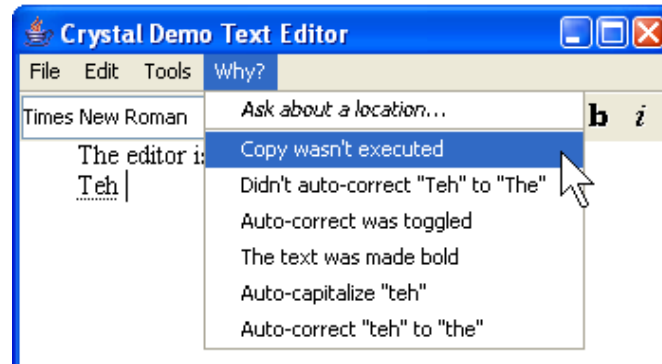 Crystal Demo Text Editor
File Edit Tools Why?
Times New Roman
b i
Ask about a location...
Copy wasn't executed
Didn't auto-correct "Teh" to "The"
Auto-correct was toggled
The text was made bold
Auto-capitalize "teh"
Auto-correct "teh" to "the"
The editor
Teh